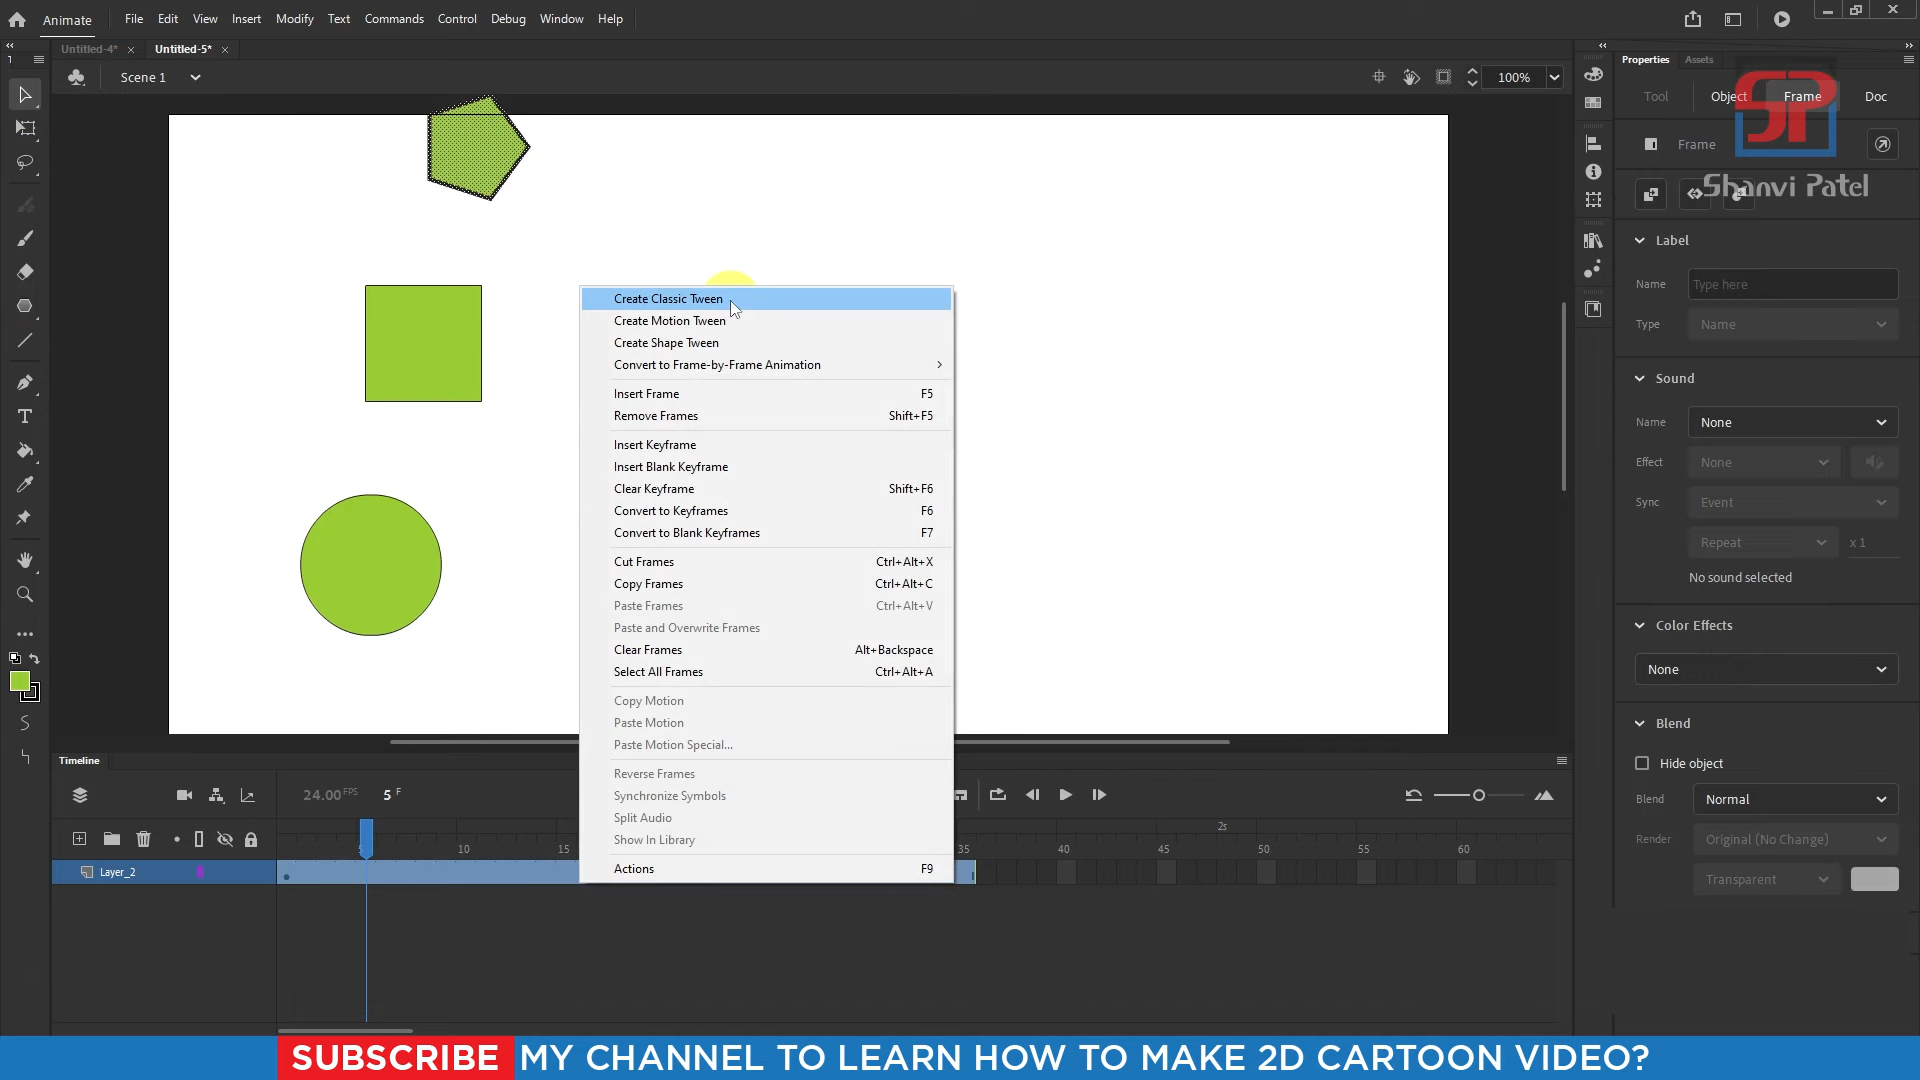 Animate File Edit View Insert Modify Text Commands Control Debug Window Help
Untitled-4* × Untitled-5* ×
Scene 1
100%
Create Classic Tween
Create Motion Tween
Create Shape Tween
Convert to Frame-by-Frame Animation
Insert Frame F5
Remove Frames Shift+F5
Insert Keyframe
Insert Blank Keyframe
Clear Keyframe Shift+F6
Convert to Keyframes F6
Convert to Blank Keyframes F7
Cut Frames Ctrl+Alt+X
Copy Frames Ctrl+Alt+C
Paste Frames Ctrl+Alt+V
Paste and Overwrite Frames
Clear Frames Alt+Backspace
Select All Frames Ctrl+Alt+A
Copy Motion
Paste Motion
Paste Motion Special...
Reverse Frames
Synchronize Symbols
Split Audio
Show In Library
Actions F9
Properties Assets
Tool Object Frame Doc
SP
Frame
Shanvi Patel
Label
Name Type here
Type Name
Sound
Name None
Effect None
Sync Event
Repeat x 1
No sound selected
Color Effects
None
Blend
Hide object
Blend Normal
Render Original (No Change)
Transparent
Timeline
24.00 FPS 5 F
2s
5 10 15 35 40 45 50 55 60
Layer_2
SUBSCRIBE MY CHANNEL TO LEARN HOW TO MAKE 2D CARTOON VIDEO?